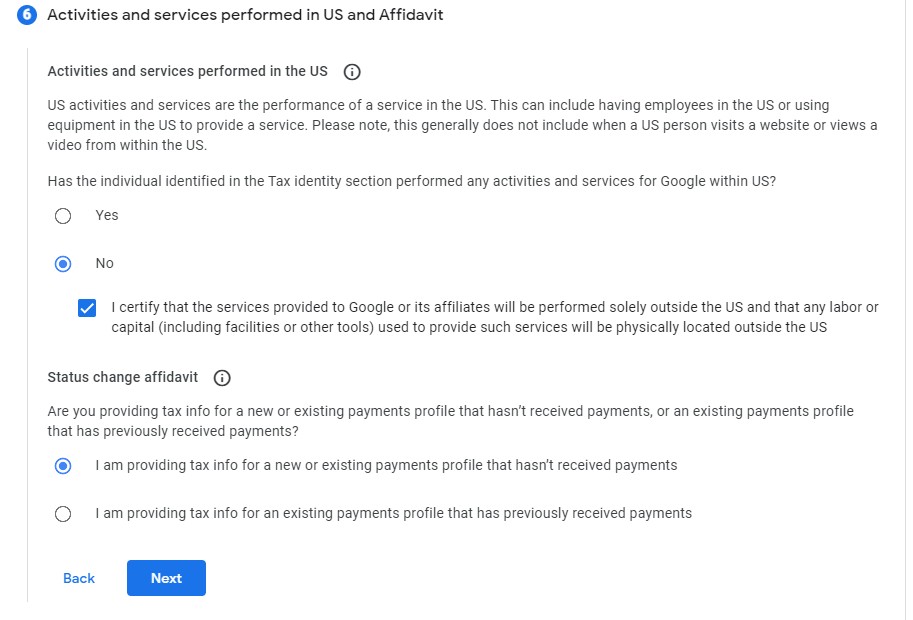 6 Activities and services performed in US and Affidavit
Activities and services performed in the US
US activities and services are the performance of a service in the US. This can include having employees in the US or using
equipment in the US to provide a service. Please note, this generally does not include when a US person visits a website or views a
video from within the US.
Has the individual identified in the Tax identity section performed any activities and services for Google within US?
Yes
No
I certify that the services provided to Google or its affiliates will be performed solely outside the US and that any labor or
capital (including facilities or other tools) used to provide such services will be physically located outside the US
Status change affidavit
Are you providing tax info for a new or existing payments profile that hasn’t received payments, or an existing payments profile
that has previously received payments?
I am providing tax info for a new or existing payments profile that hasn’t received payments
I am providing tax info for an existing payments profile that has previously received payments
Back Next